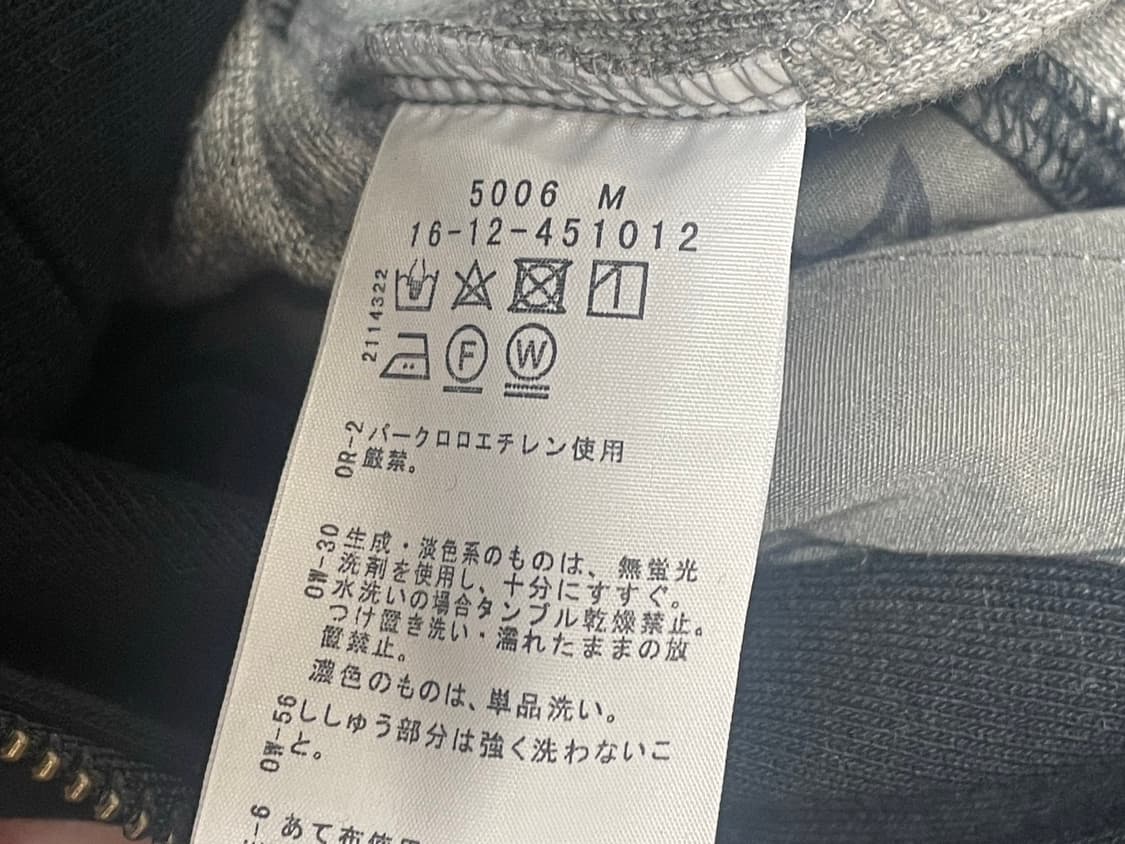 5006 M
16-12-451012
2114322
F W
OR-2 パークロロエチレン使用
厳禁。
OW-30 生成・淡色系のものは、無蛍光
洗剤を使用し、十分にすすぐ。
水洗いの場合タンブル乾燥禁止。
つけ置き洗い・濡れたままの放
置禁止。
濃色のものは、単品洗い。
OW-56 ししゅう部分は強く洗わないこ
と。
-6 あて布使用